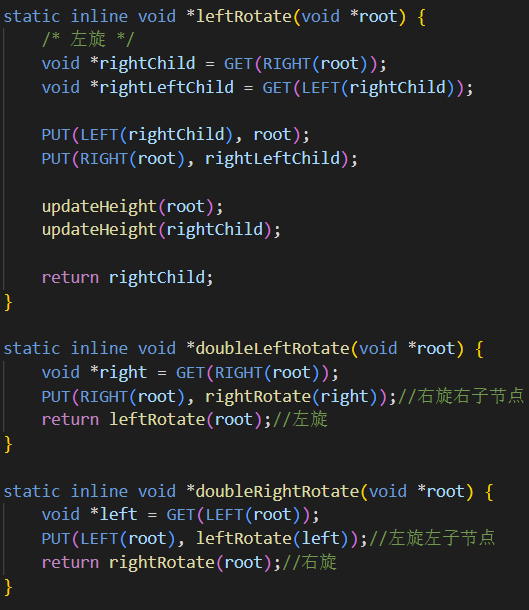 static inline void *leftRotate(void *root) {
    /* 左旋 */
    void *rightChild = GET(RIGHT(root));
    void *rightLeftChild = GET(LEFT(rightChild));

    PUT(LEFT(rightChild), root);
    PUT(RIGHT(root), rightLeftChild);

    updateHeight(root);
    updateHeight(rightChild);

    return rightChild;
}

static inline void *doubleLeftRotate(void *root) {
    void *right = GET(RIGHT(root));
    PUT(RIGHT(root), rightRotate(right));//右旋右子节点
    return leftRotate(root);//左旋
}

static inline void *doubleRightRotate(void *root) {
    void *left = GET(LEFT(root));
    PUT(LEFT(root), leftRotate(left));//左旋左子节点
    return rightRotate(root);//右旋
}